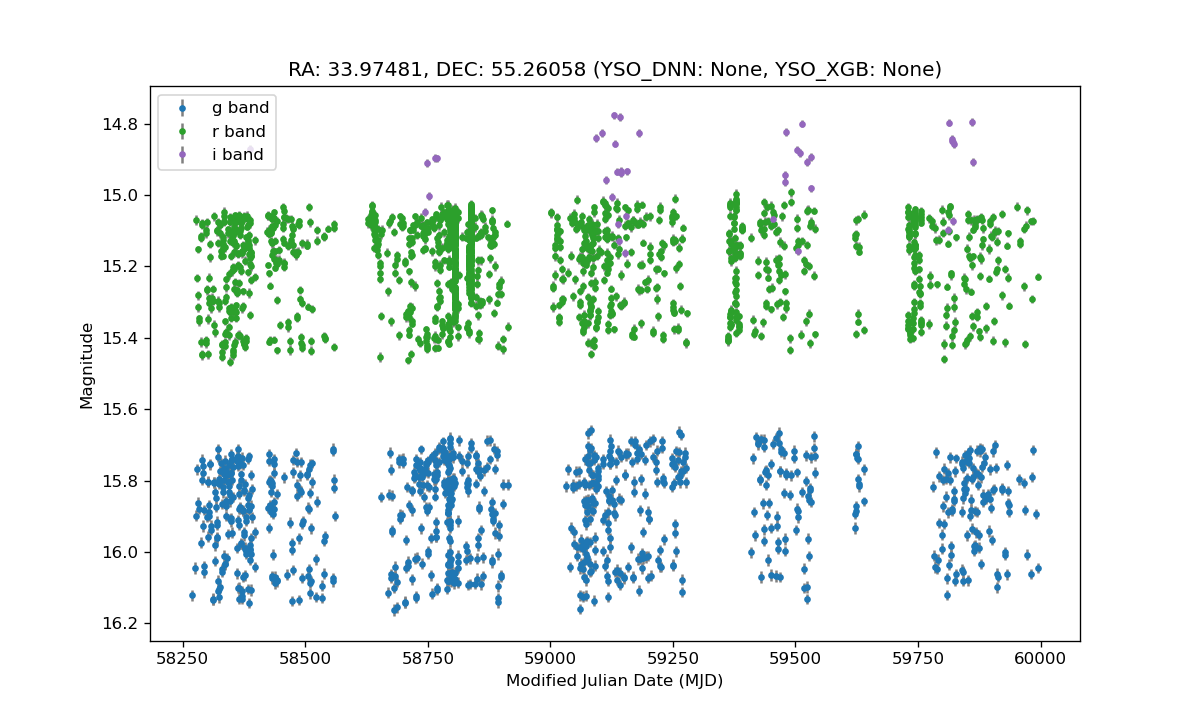 RA: 33.97481, DEC: 55.26058 (YSO_DNN: None, YSO_XGB: None)
g band
r band
i band
14.8
15.0
15.2
15.4
15.6
15.8
16.0
16.2
Magnitude
58250 58500 58750 59000 59250 59500 59750 60000
Modified Julian Date (MJD)